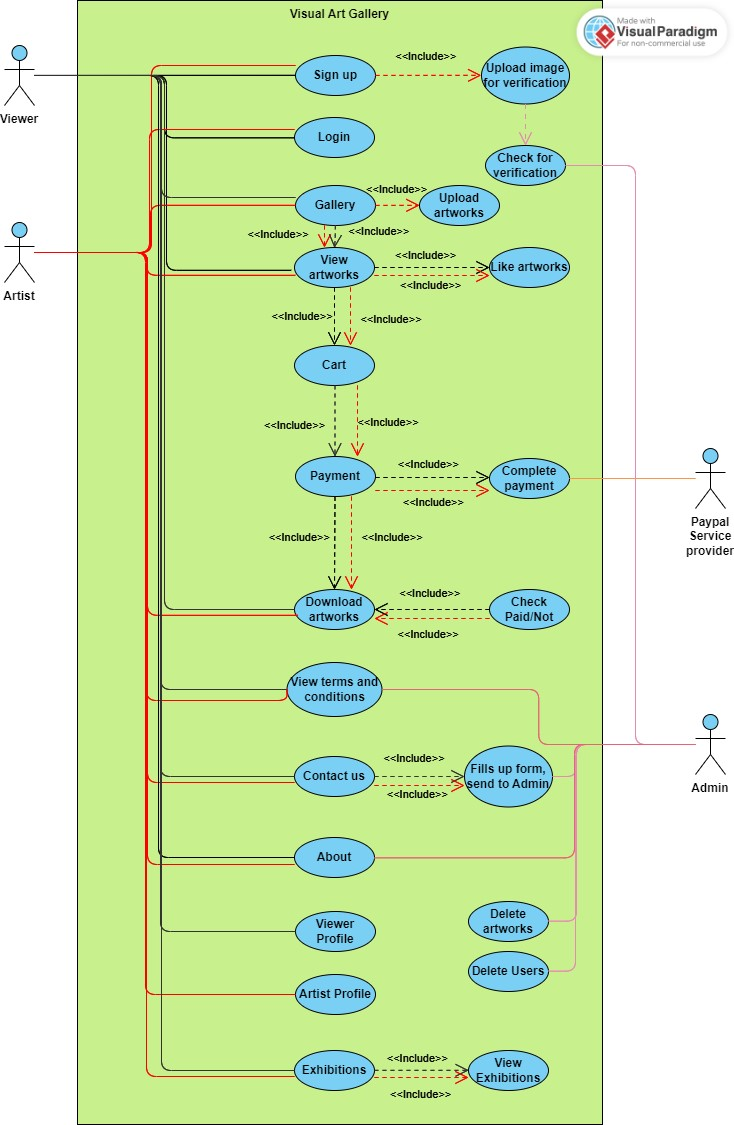 Visual Art Gallery
Made with
VisualParadigm
For non-commercial use
Viewer
Sign up
<<Include>>
Upload image
for verification
Login
Check for
verification
Gallery
<<Include>>
Upload
artworks
Artist
<<Include>>
<<Include>>
View
artworks
<<Include>>
<<Include>>
Like artworks
<<Include>>
<<Include>>
Cart
<<Include>>
<<Include>>
Payment
<<Include>>
<<Include>>
Complete
payment
Paypal
Service
provider
<<Include>>
<<Include>>
Download
artworks
<<Include>>
<<Include>>
Check
Paid/Not
View terms and
conditions
Contact us
<<Include>>
<<Include>>
Fills up form,
send to Admin
Admin
About
Viewer
Profile
Delete
artworks
Delete Users
Artist Profile
Exhibitions
<<Include>>
<<Include>>
View
Exhibitions